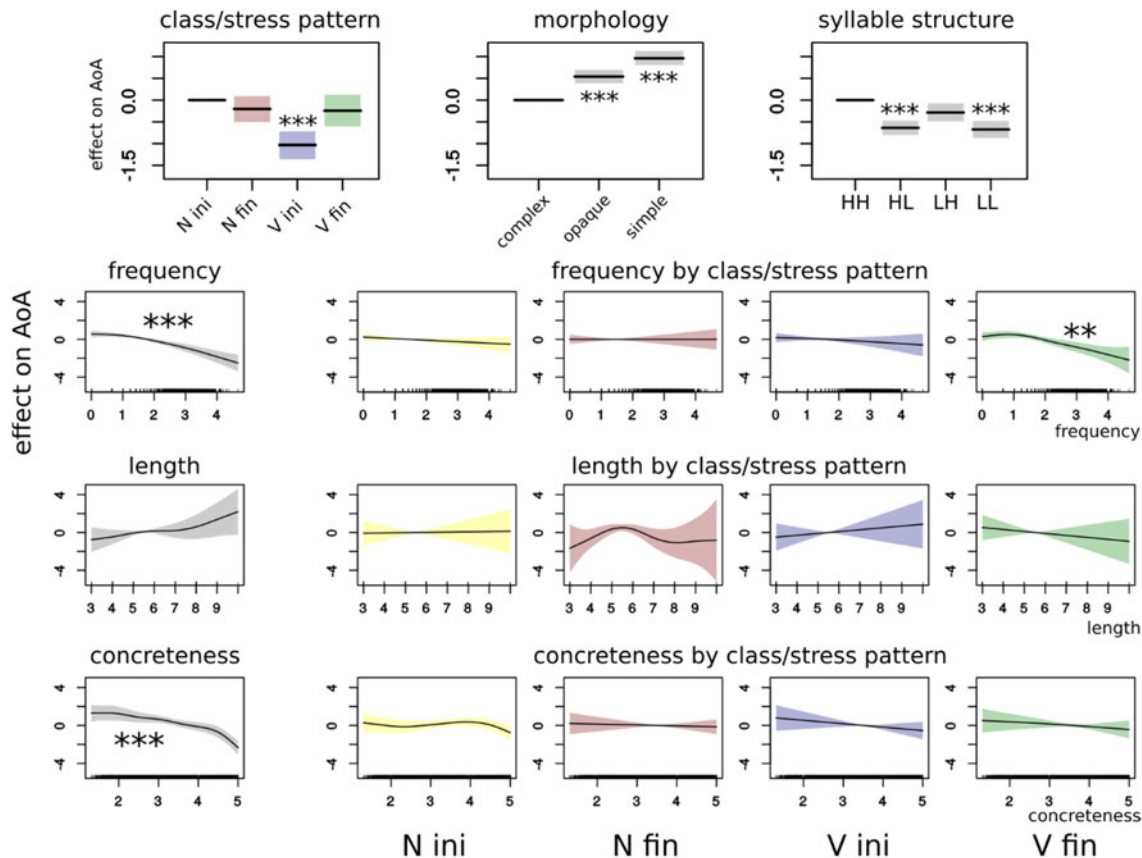 class/stress pattern morphology syllable structure
effect on AoA
0.0 -1.5 0.0 -1.5 0.0 -1.5
*** *** *** *** ***
N ini N fin V ini V fin complex opaque simple HH HL LH LL
frequency frequency by class/stress pattern
effect on AoA
4 0 -4 4 0 -4 4 0 -4 4 0 -4 4 0 -4
*** **
0 1 2 3 4 0 1 2 3 4 0 1 2 3 4 0 1 2 3 4 0 1 2 3 4
frequency
length length by class/stress pattern
4 0 -4 4 0 -4 4 0 -4 4 0 -4 4 0 -4
3 4 5 6 7 8 9 3 4 5 6 7 8 9 3 4 5 6 7 8 9 3 4 5 6 7 8 9 3 4 5 6 7 8 9
length
concreteness concreteness by class/stress pattern
4 0 -4 4 0 -4 4 0 -4 4 0 -4 4 0 -4
***
2 3 4 5 2 3 4 5 2 3 4 5 2 3 4 5 2 3 4 5
concreteness
N ini N fin V ini V fin